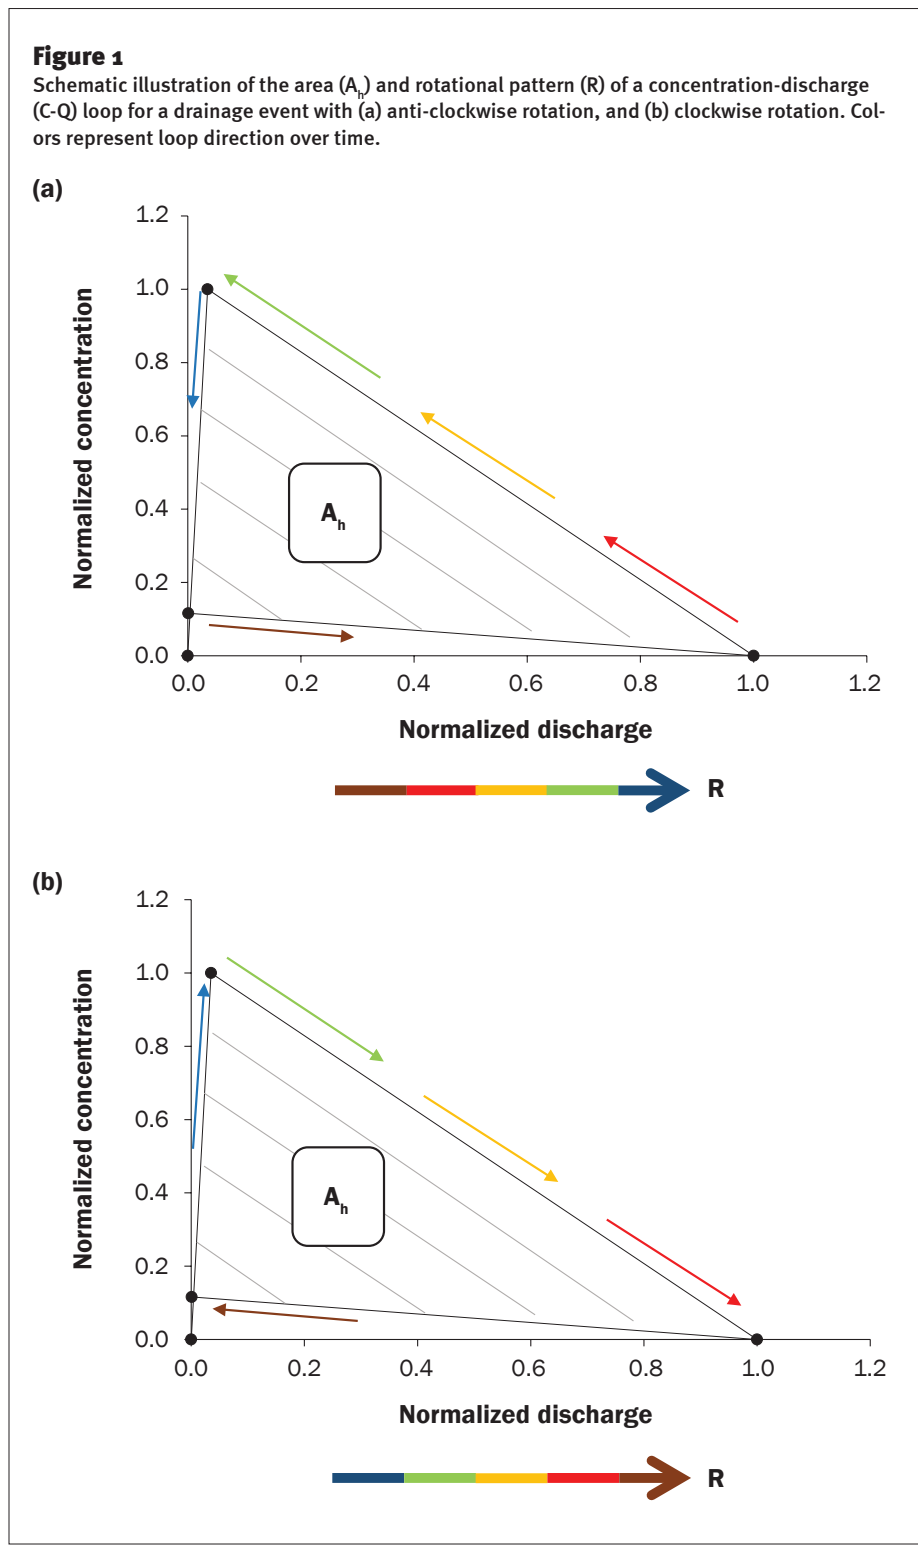 Figure 1
Schematic illustration of the area (Aₕ) and rotational pattern (R) of a concentration-discharge
(C-Q) loop for a drainage event with (a) anti-clockwise rotation, and (b) clockwise rotation. Col-
ors represent loop direction over time.
(a)
1.2
1.0
0.8
0.6
0.4
0.2
0.0
Normalized concentration
Aₕ
0.0 0.2 0.4 0.6 0.8 1.0 1.2
Normalized discharge
R
(b)
1.2
1.0
0.8
0.6
0.4
0.2
0.0
Normalized concentration
Aₕ
0.0 0.2 0.4 0.6 0.8 1.0 1.2
Normalized discharge
R